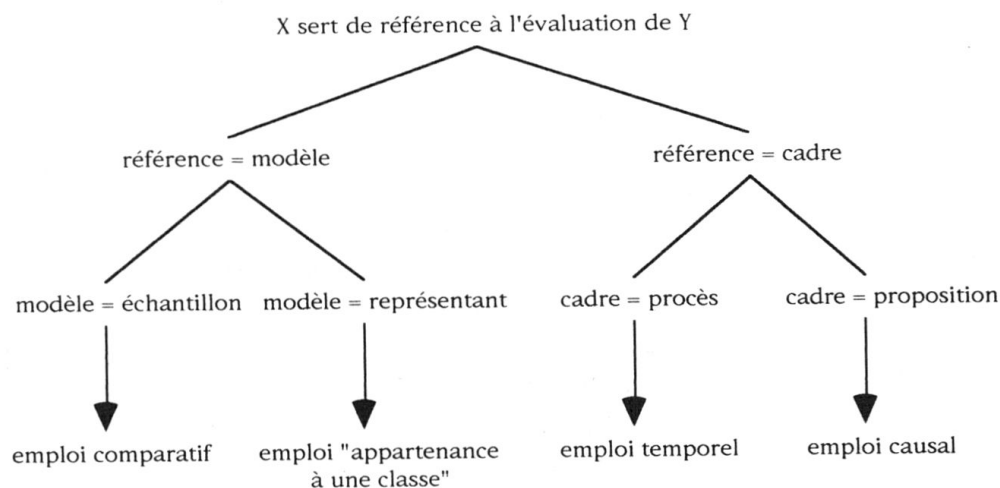 X sert de référence à l'évaluation de Y
référence = modèle
référence = cadre
modèle = échantillon
modèle = représentant
cadre = procès
cadre = proposition
emploi comparatif
emploi "appartenance
à une classe"
emploi temporel
emploi causal